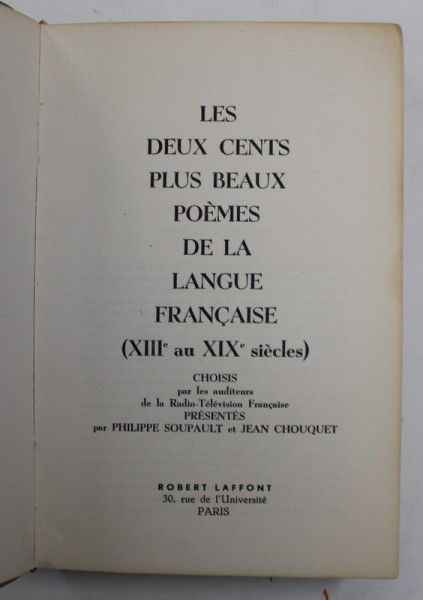 LES
DEUX CENTS
PLUS BEAUX
POÈMES
DE LA
LANGUE
FRANÇAISE
(XIIIe au XIXe siècles)
CHOISIS
par les auditeurs
de la Radio-Télévision Française
PRÉSENTÉS
par PHILIPPE SOUPAULT et JEAN CHOUQUET
ROBERT LAFFONT
30, rue de l'Université
PARIS